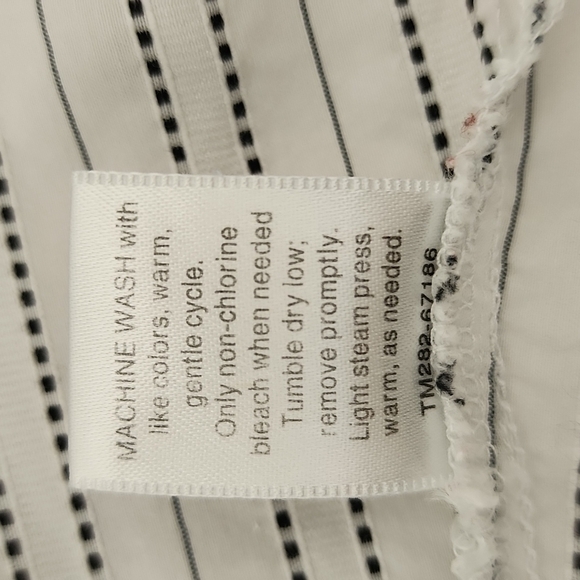 MACHINE WASH with
like colors, warm,
gentle cycle.
Only non-chlorine
bleach when needed
Tumble dry low;
remove promptly.
Light steam press,
warm, as needed.
TM282-67186